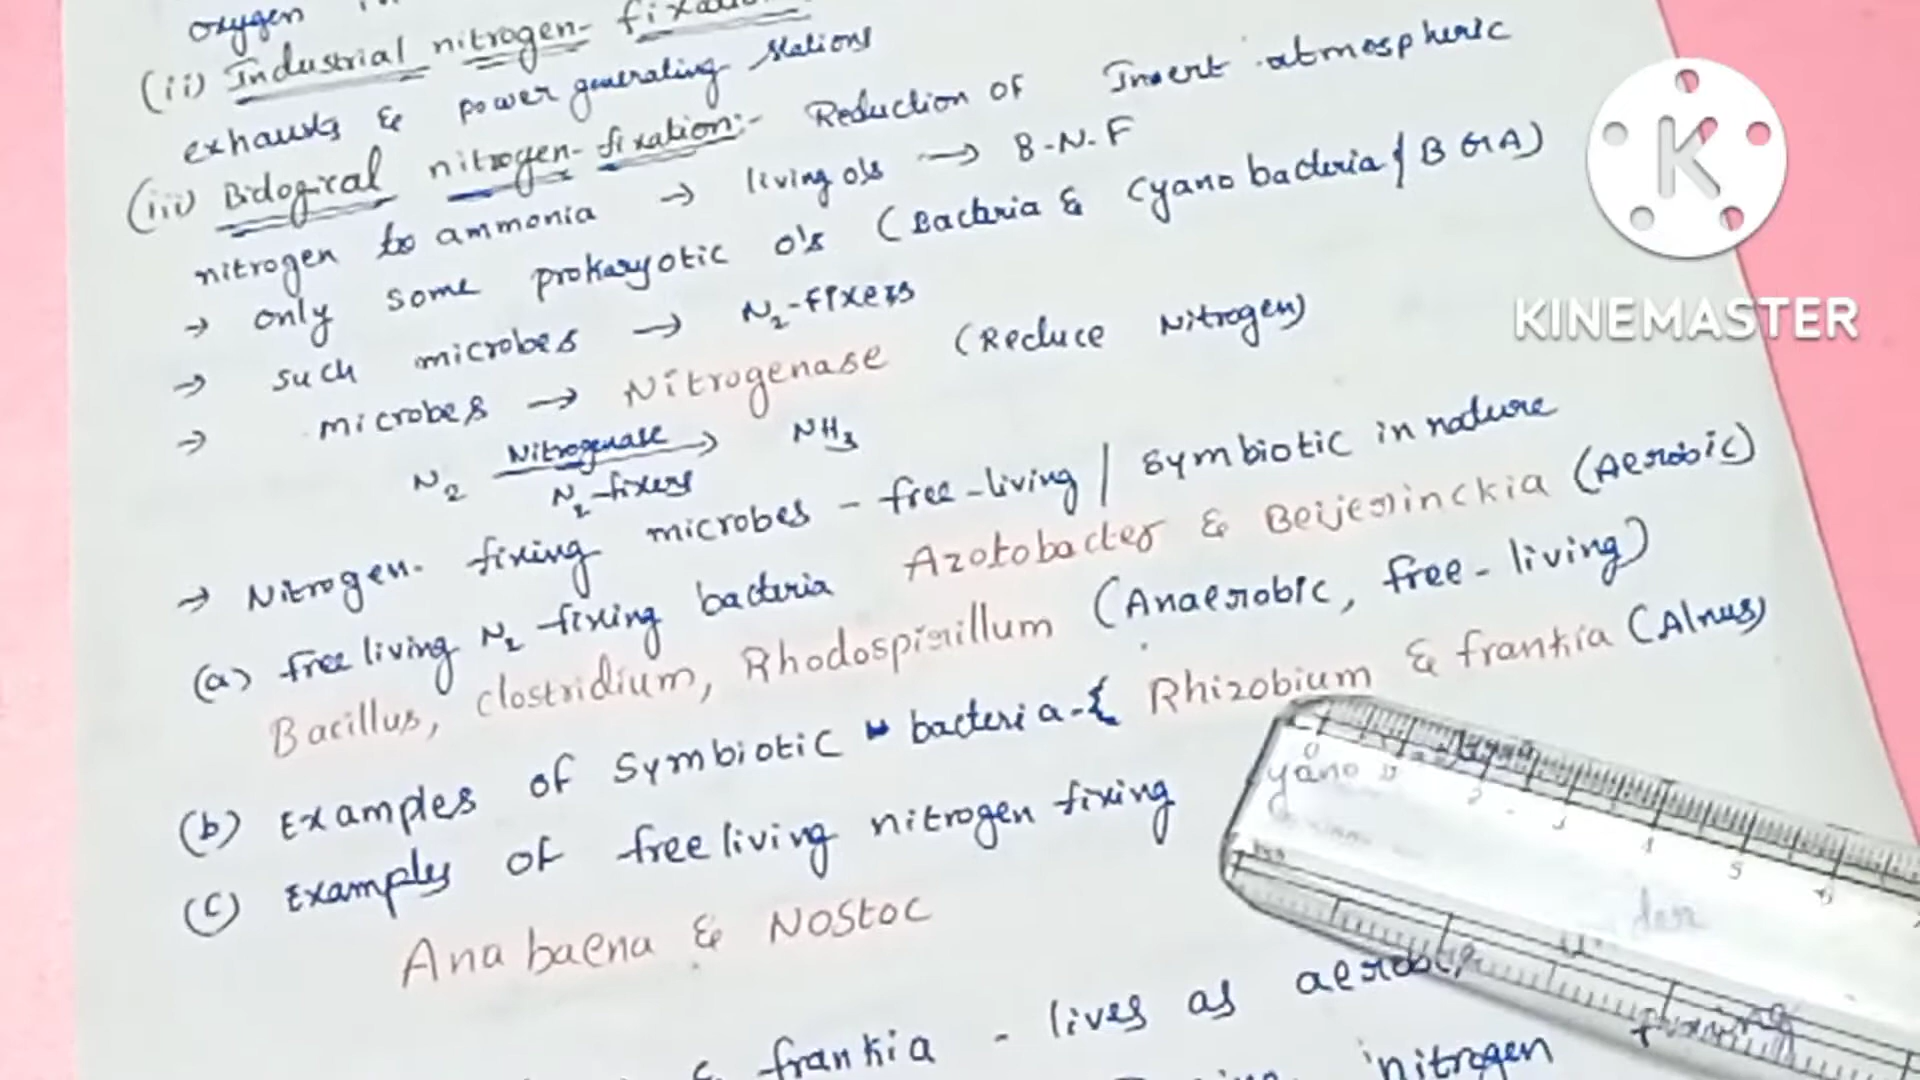 oxygen
(ii) Industrial nitrogen-
exhausts & power generating stations
(iii) Biological nitrogen-fixation:- Reduction of Insert atmospheric
nitrogen to ammonia → living o's → B-N-F
→ only some prokaryotic o's (Bacteria & Cyanobacteria / BGA)
→ such microbes → N₂-Fixers
→ microbes → Nitrogenase (Reduce Nitrogen)
N₂ Nitrogenase → NH₃
N₂-fixers
→ Nitrogen-fixing microbes - free-living / symbiotic in nature
(a) free living N₂-fixing bacteria Azotobacter & Beijerinckia (Aerobic)
Bacillus, clostridium, Rhodospirillum (Anaerobic, free-living)
(b) Examples of Symbiotic bacteria-{ Rhizobium & frankia (Alnus)
(c) Examples of free living nitrogen fixing
Anabaena & NOStoc
& frankia - lives as
nitrogen
K
KINEMASTER